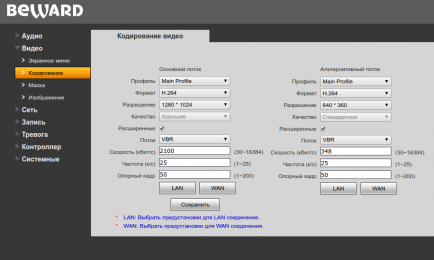 BEWARD
Аудио
Видео
Экранное меню
Кодирование
Маска
Изображение
Сеть
Запись
Тревога
Контроллер
Системные
Кодирование видео
Основной поток Альтернативный поток
Профиль Main Profile Профиль Main Profile
Формат H.264 Формат H.264
Разрешение 1280 * 1024 Разрешение 640 * 360
Качество Хорошее Качество Стандартное
Расширенные Расширенные
Поток VBR Поток VBR
Скорость (кбит/с) 2100 (30~16384) Скорость (кбит/с) 348 (30~16384)
Частота (к/с) 25 (1~25) Частота (к/с) 25 (1~25)
Опорный кадр 50 (1~200) Опорный кадр 50 (1~200)
LAN WAN LAN WAN
Сохранить
* LAN: Выбрать предустановки для LAN соединения.
* WAN: Выбрать предустановки для WAN соединения.